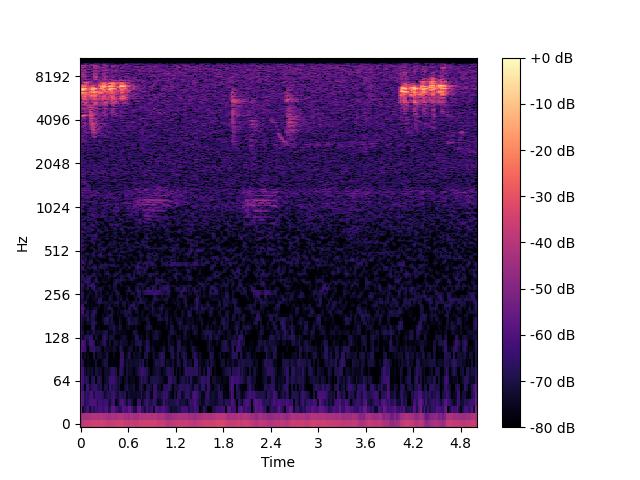 8192
4096
2048
1024
512
256
128
64
0
Hz
0 0.6 1.2 1.8 2.4 3 3.6 4.2 4.8
Time
+0 dB
-10 dB
-20 dB
-30 dB
-40 dB
-50 dB
-60 dB
-70 dB
-80 dB